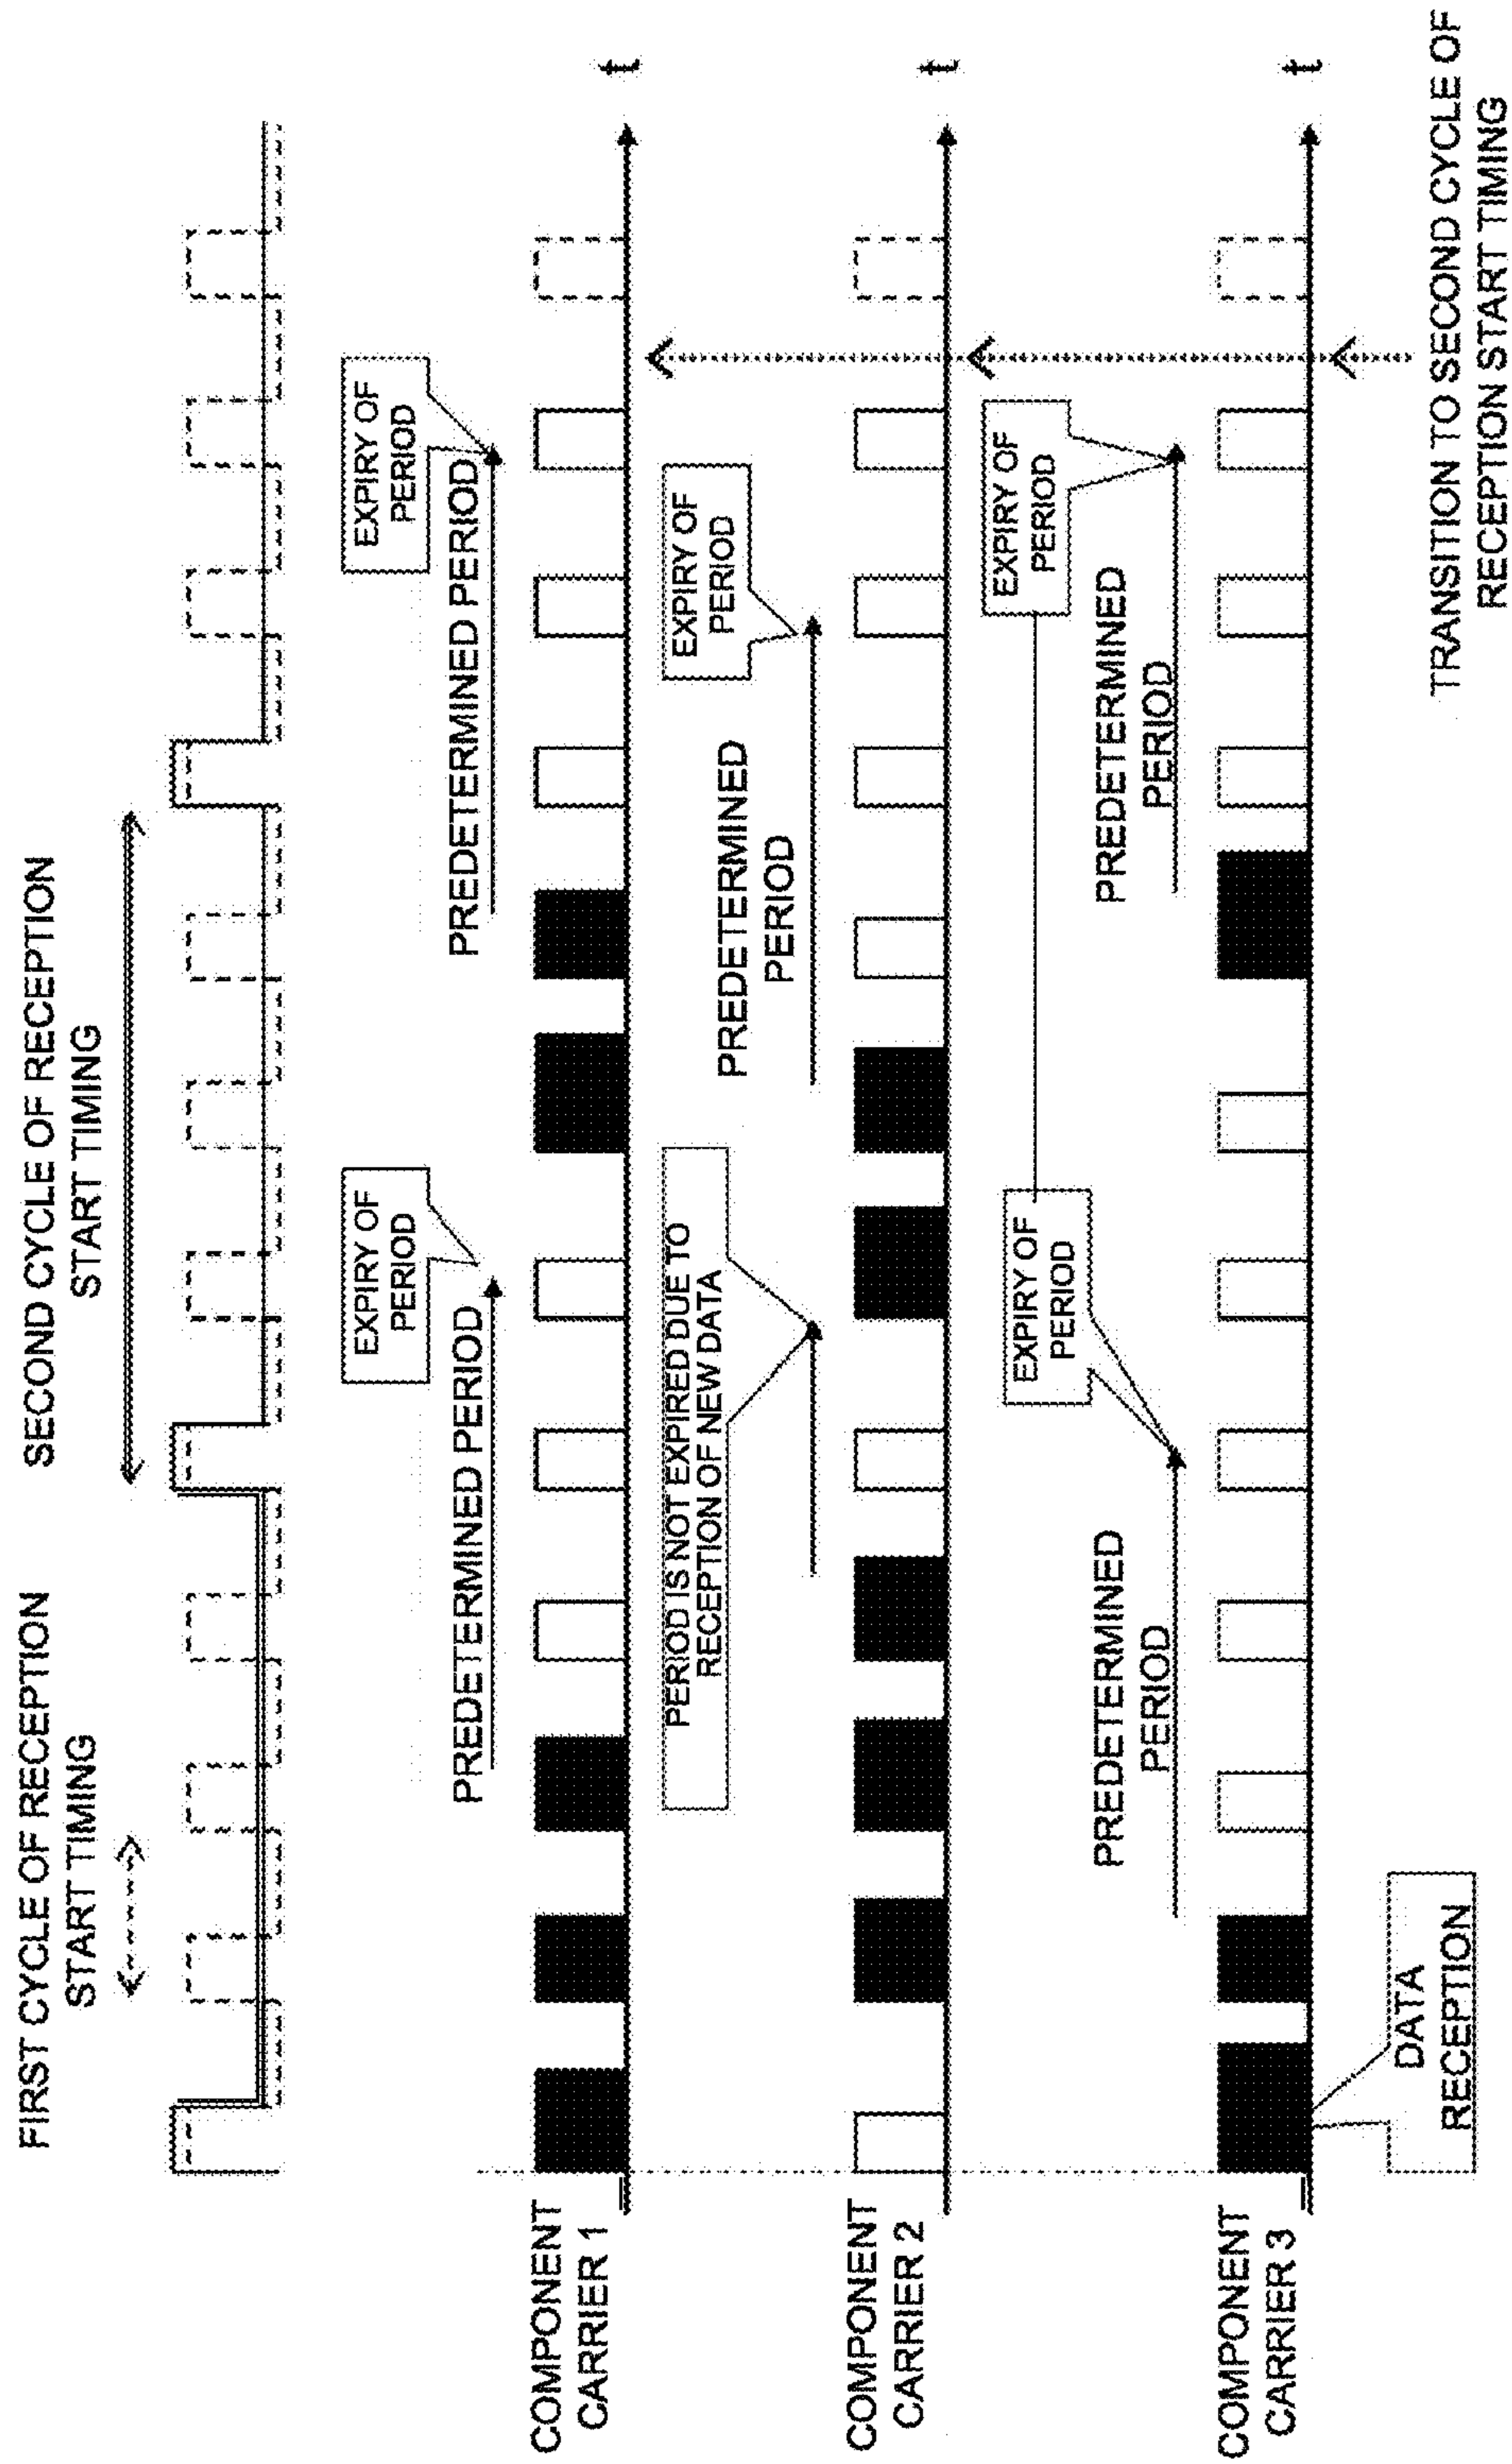 FIRST CYCLE OF RECEPTION
START TIMING
SECOND CYCLE OF RECEPTION
START TIMING
EXPIRY OF
PERIOD
EXPIRY OF
PERIOD
PREDETERMINED PERIOD
PREDETERMINED PERIOD
COMPONENT
CARRIER 1
t
PERIOD IS NOT EXPIRED DUE TO
RECEPTION OF NEW DATA
EXPIRY OF
PERIOD
PREDETERMINED
PERIOD
COMPONENT
CARRIER 2
t
EXPIRY OF
PERIOD
EXPIRY OF
PERIOD
PREDETERMINED
PERIOD
PREDETERMINED
PERIOD
COMPONENT
CARRIER 3
t
DATA
RECEPTION
TRANSITION TO SECOND CYCLE OF
RECEPTION START TIMING